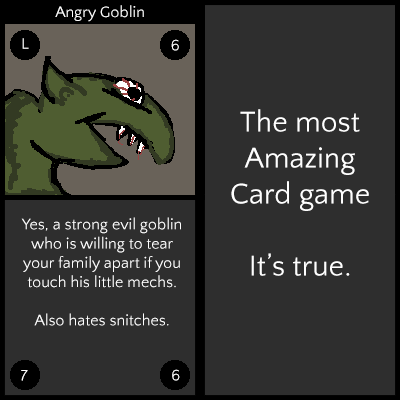 Angry Goblin
L
6
Yes, a strong evil goblin
who is willing to tear
your family apart if you
touch his little mechs.
Also hates snitches.
7
6
The most
Amazing
Card game
It's true.